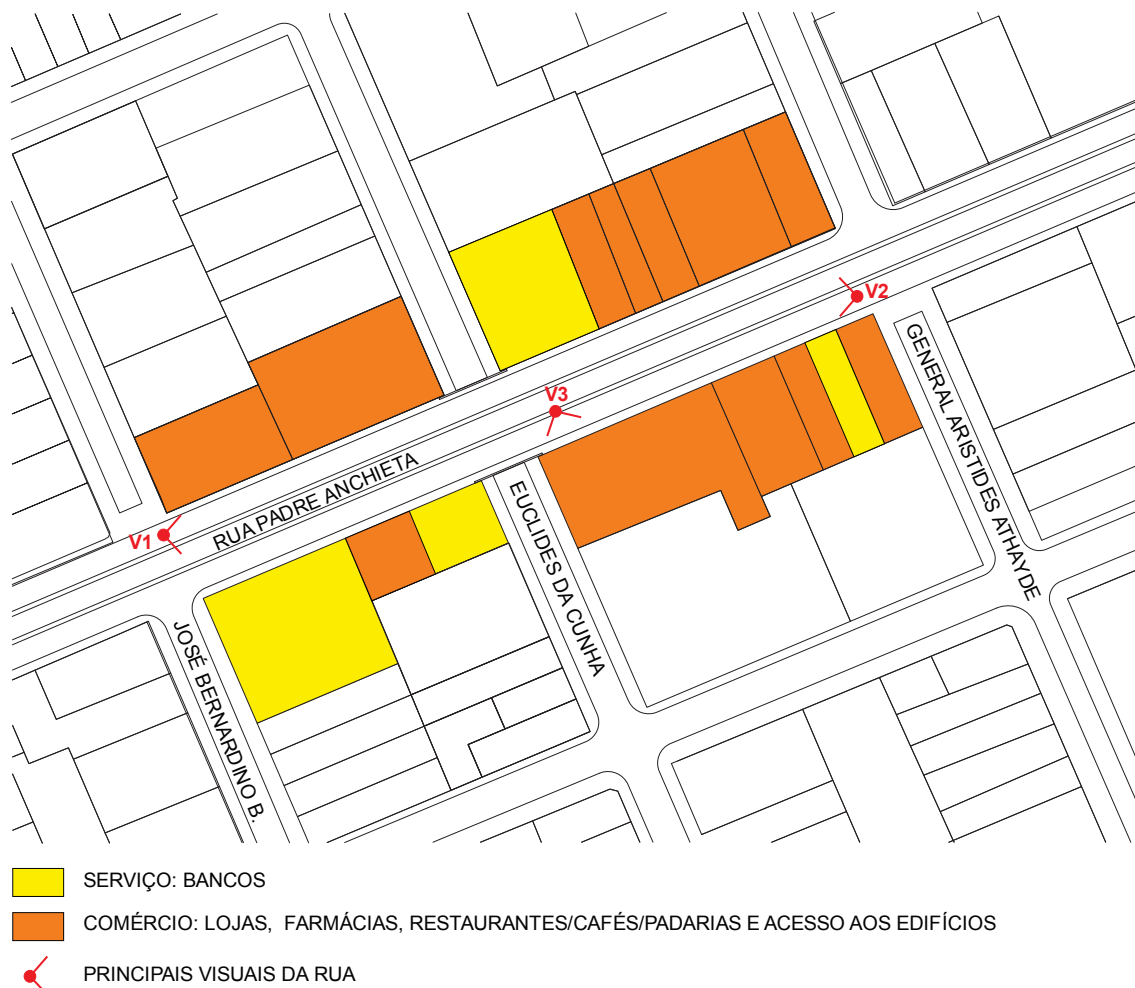 V2
GENERAL ARISTIDES ATHAYDE
V3
RUA PADRE ANCHIETA
EUCLIDES DA CUNHA
V1
JOSÉ BERNARDINO B.
SERVIÇO: BANCOS
COMÉRCIO: LOJAS, FARMÁCIAS, RESTAURANTES/CAFÉS/PADARIAS E ACESSO AOS EDIFÍCIOS
PRINCIPAIS VISUAIS DA RUA